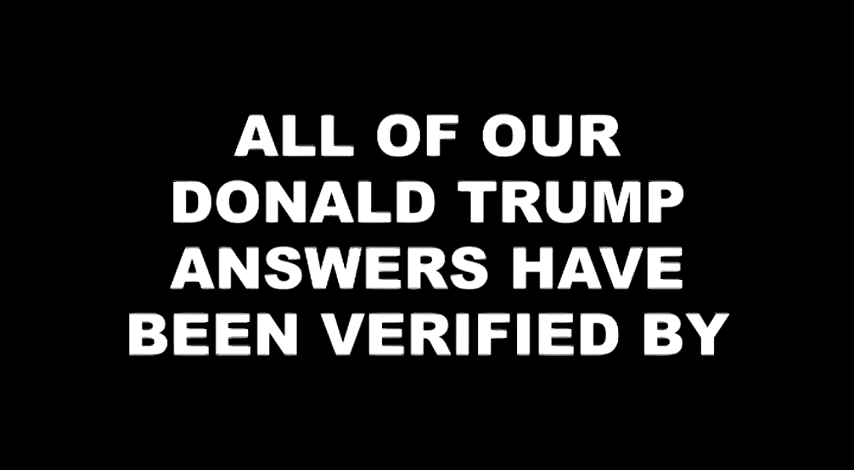 ALL OF OUR
DONALD TRUMP
ANSWERS HAVE
BEEN VERIFIED BY